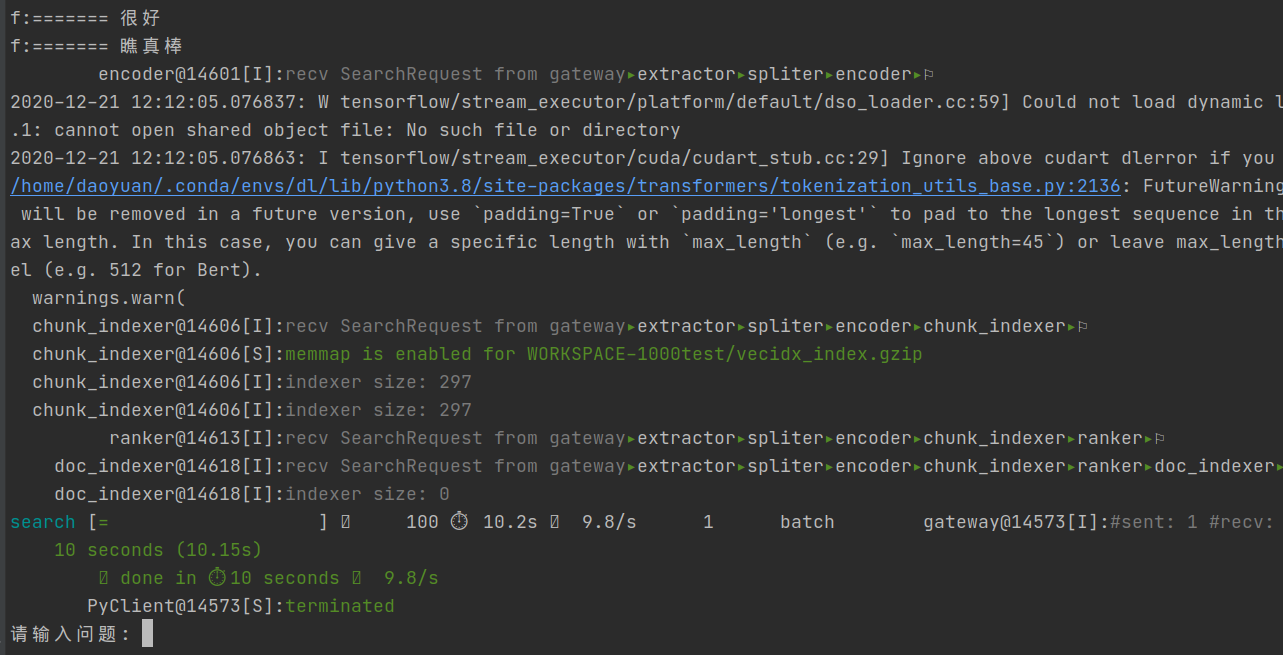 f:======= 很好
f:======= 瞧真棒
encoder@14601[I]:recv SearchRequest from gateway▸extractor▸spliter▸encoder▸⚐
2020-12-21 12:12:05.076837: W tensorflow/stream_executor/platform/default/dso_loader.cc:59] Could not load dynamic l
.1: cannot open shared object file: No such file or directory
2020-12-21 12:12:05.076863: I tensorflow/stream_executor/cuda/cudart_stub.cc:29] Ignore above cudart dlerror if you
/home/daoyuan/.conda/envs/dl/lib/python3.8/site-packages/transformers/tokenization_utils_base.py:2136: FutureWarning
will be removed in a future version, use `padding=True` or `padding='longest'` to pad to the longest sequence in th
ax length. In this case, you can give a specific length with `max_length` (e.g. `max_length=45`) or leave max_length
el (e.g. 512 for Bert).
warnings.warn(
chunk_indexer@14606[I]:recv SearchRequest from gateway▸extractor▸spliter▸encoder▸chunk_indexer▸⚐
chunk_indexer@14606[S]:memmap is enabled for WORKSPACE-1000test/vecidx_index.gzip
chunk_indexer@14606[I]:indexer size: 297
chunk_indexer@14606[I]:indexer size: 297
ranker@14613[I]:recv SearchRequest from gateway▸extractor▸spliter▸encoder▸chunk_indexer▸ranker▸⚐
doc_indexer@14618[I]:recv SearchRequest from gateway▸extractor▸spliter▸encoder▸chunk_indexer▸ranker▸doc_indexer▸
doc_indexer@14618[I]:indexer size: 0
search [=                    ] 100 ⏱ 10.2s 9.8/s 1 batch gateway@14573[I]:#sent: 1 #recv:
10 seconds (10.15s)
done in ⏱10 seconds 9.8/s
PyClient@14573[S]:terminated
请输入问题: